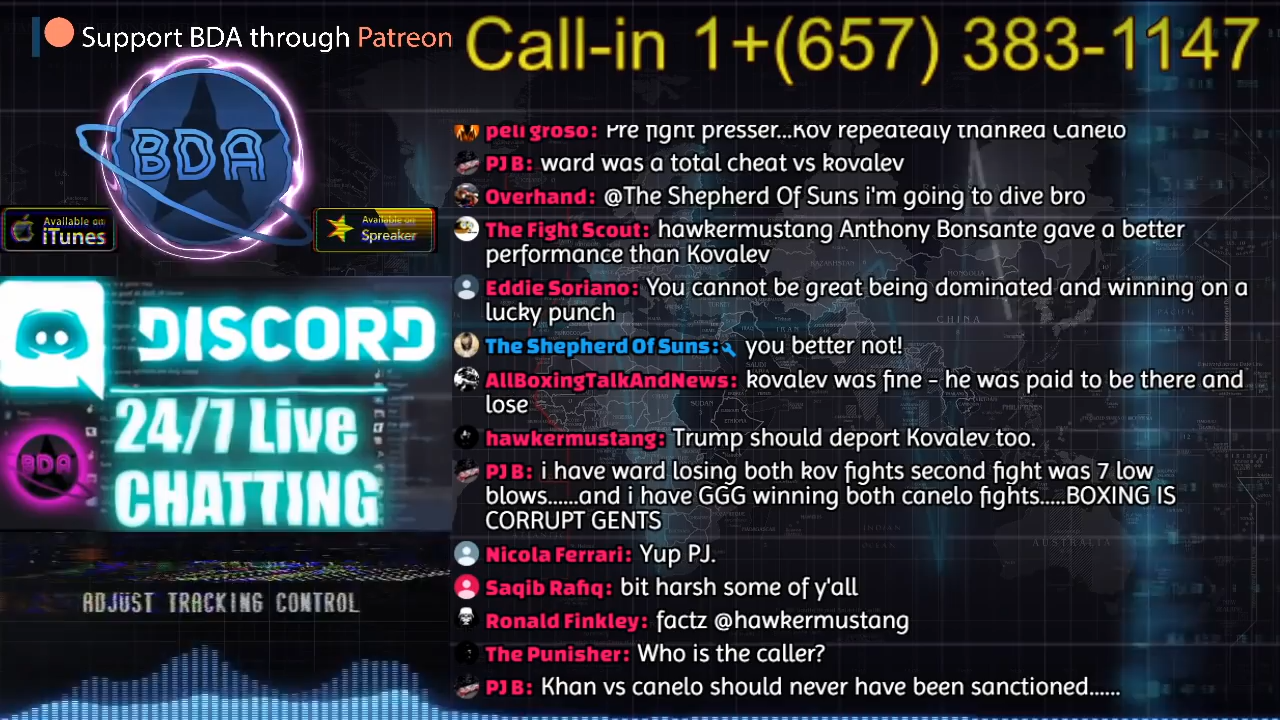 Support BDA through Patreon
Call-in 1+(657) 383-1147
BDA
Available on
iTunes
Available on
Spreaker
DISCORD
24/7 Live
CHATTING
BDA
ADJUST TRACKING CONTROL
peli groso: Pre fight presser...Kov repeatedly thanked Canelo
PJ B: ward was a total cheat vs kovalev
Overhand: @The Shepherd Of Suns i'm going to dive bro
The Fight Scout: hawkermustang Anthony Bonsante gave a better
performance than Kovalev
Eddie Soriano: You cannot be great being dominated and winning on a
lucky punch
The Shepherd Of Suns: you better not!
AllBoxingTalkAndNews: kovalev was fine - he was paid to be there and
lose
hawkermustang: Trump should deport Kovalev too.
PJ B: i have ward losing both kov fights second fight was 7 low
blows......and i have GGG winning both canelo fights.....BOXING IS
CORRUPT GENTS
Nicola Ferrari: Yup PJ.
Saqib Rafiq: bit harsh some of y'all
Ronald Finkley: factz @hawkermustang
The Punisher: Who is the caller?
PJ B: Khan vs canelo should never have been sanctioned......
MONGOLIA
CHINA
IRAN
SUDAN
INDIAN
AUSTRALIA